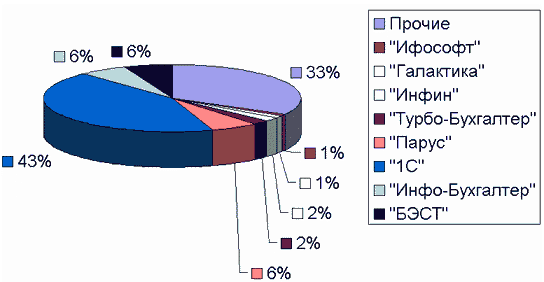 6%
6%
33%
43%
1%
1%
2%
2%
6%
Прочие
"Ифософт"
"Галактика"
"Инфин"
"Турбо-Бухгалтер"
"Парус"
"1С"
"Инфо-Бухгалтер"
"БЭСТ"